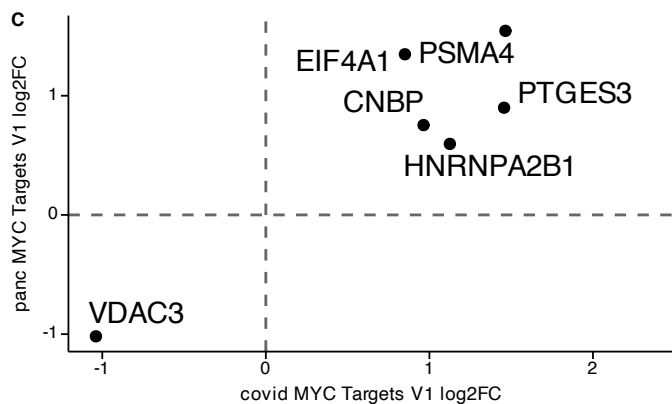 c
EIF4A1
PSMA4
CNBP
PTGES3
HNRNPA2B1
VDAC3
panc MYC Targets V1 log2FC
1
0
-1
-1
0
1
2
covid MYC Targets V1 log2FC